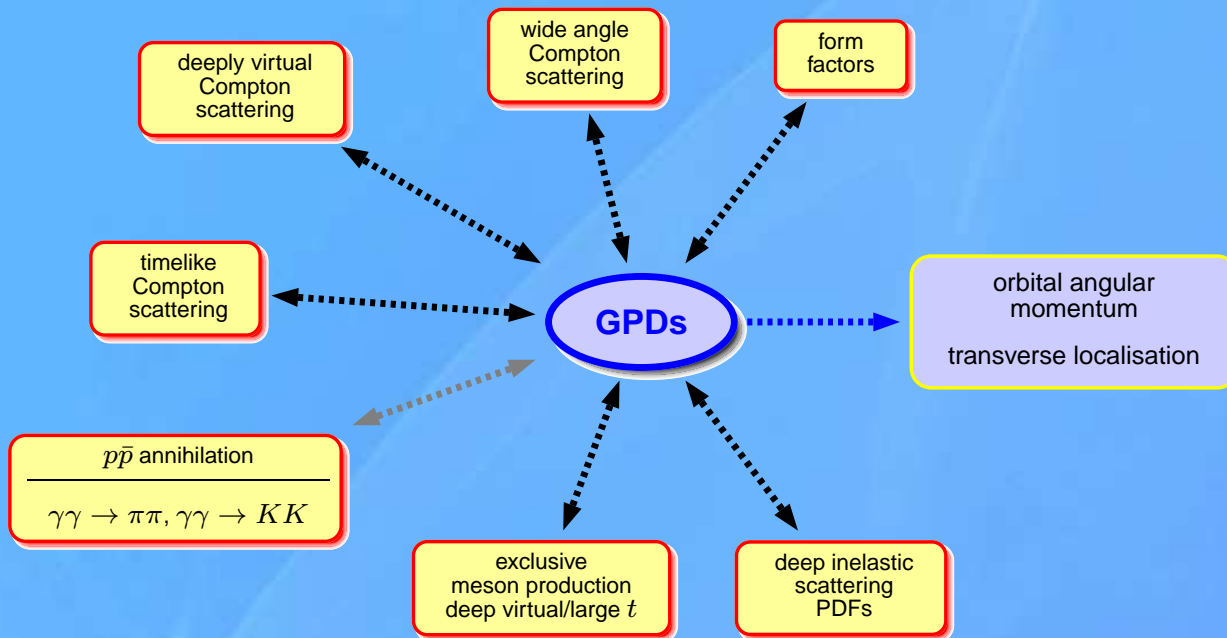 deeply virtual
Compton
scattering
wide angle
Compton
scattering
form
factors
timelike
Compton
scattering
GPDs
orbital angular
momentum
transverse localisation
pp̄ annihilation
γγ → ππ, γγ → KK
exclusive
meson production
deep virtual/large t
deep inelastic
scattering
PDFs